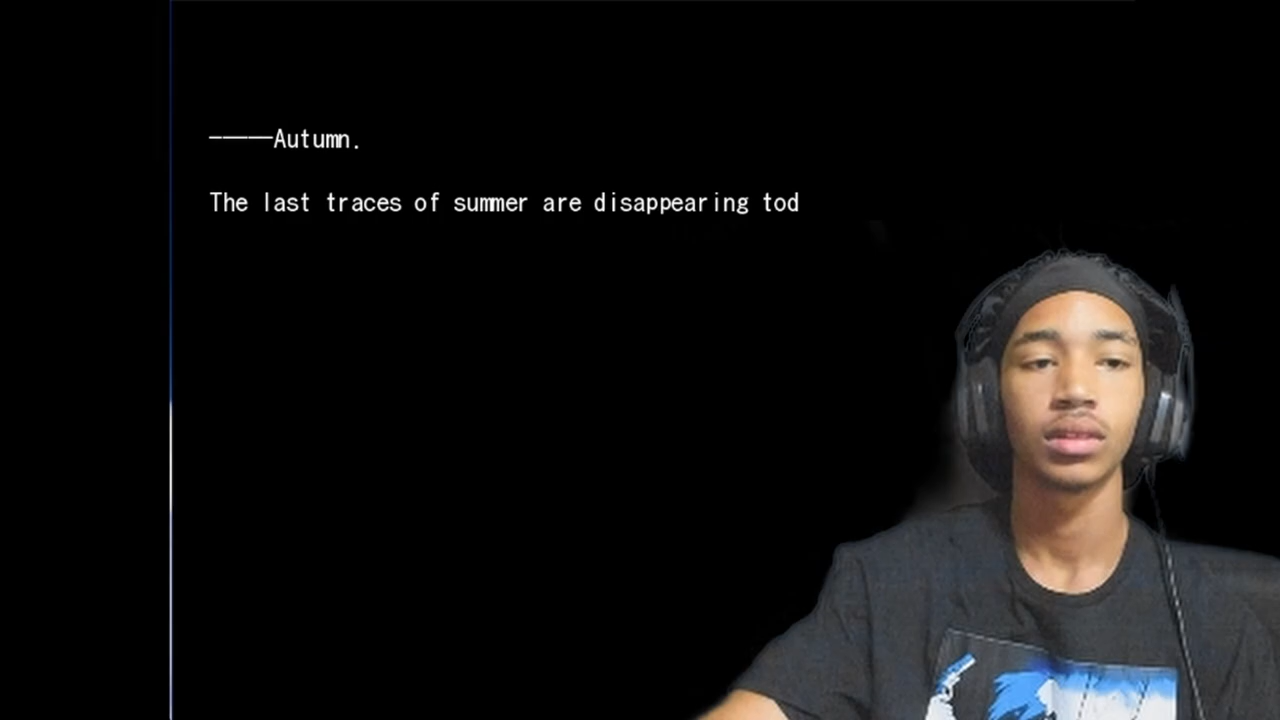 ————Autumn.
The last traces of summer are disappearing tod